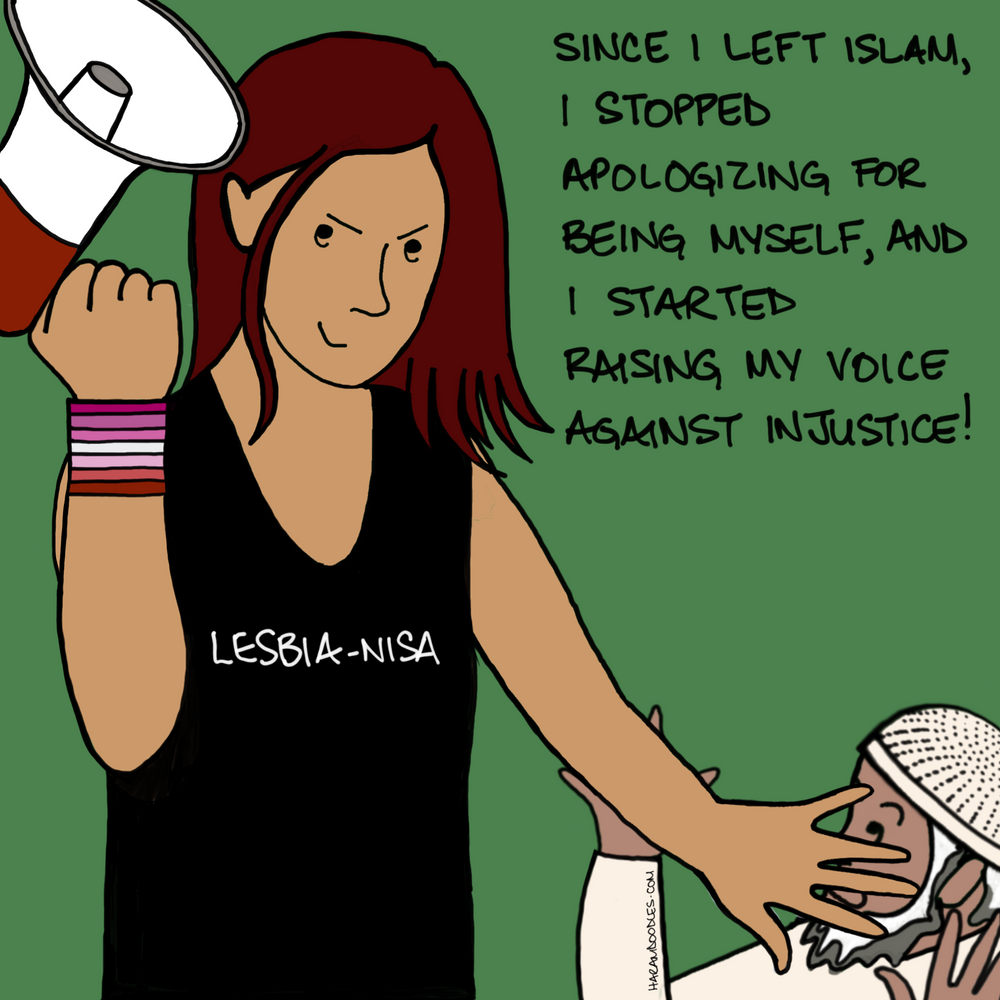 SINCE I LEFT ISLAM,
I STOPPED
APOLOGIZING FOR
BEING MYSELF, AND
I STARTED
RAISING MY VOICE
AGAINST INJUSTICE!
LESBIA-NISA
HARAMDOODLES.COM